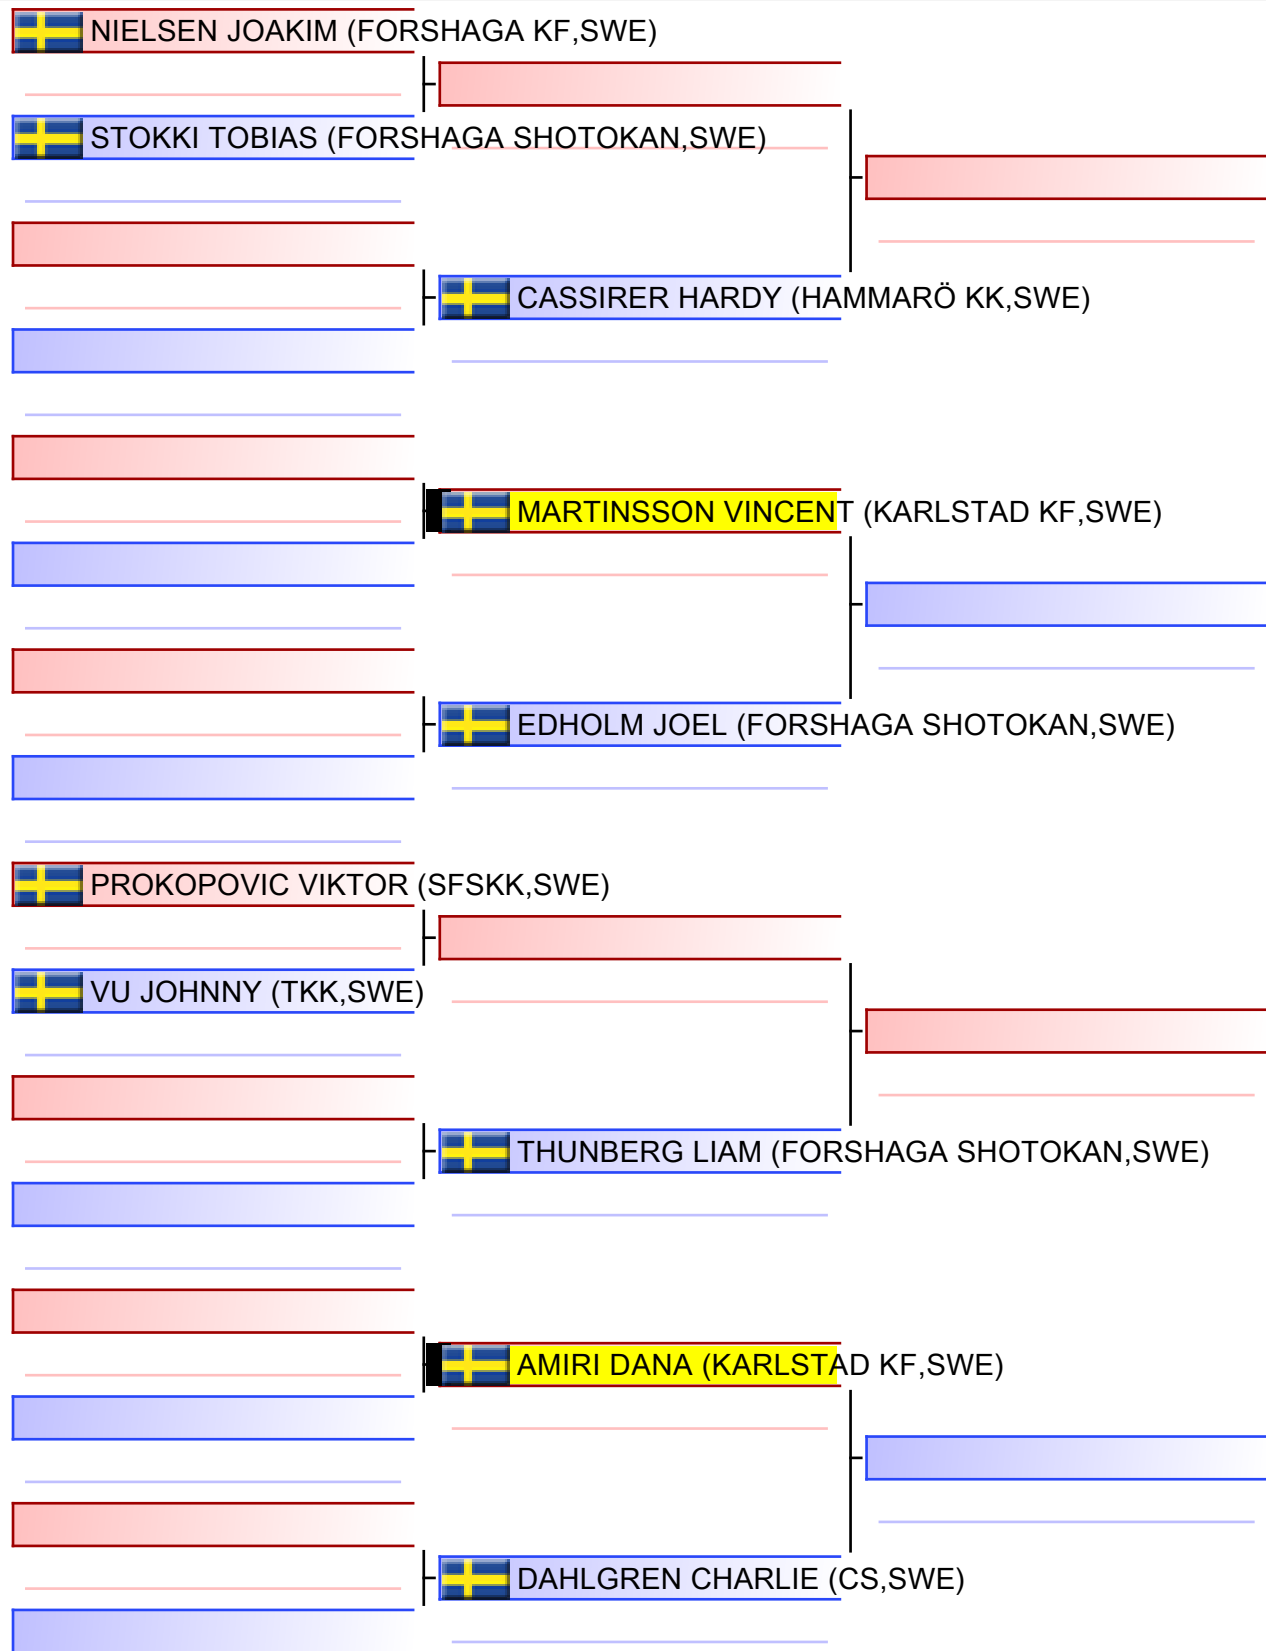 NIELSEN JOAKIM (FORSHAGA KF,SWE)
STOKKI TOBIAS (FORSHAGA SHOTOKAN,SWE)
CASSIRER HARDY (HAMMARÖ KK,SWE)
MARTINSSON VINCENT (KARLSTAD KF,SWE)
EDHOLM JOEL (FORSHAGA SHOTOKAN,SWE)
PROKOPOVIC VIKTOR (SFSKK,SWE)
VU JOHNNY (TKK,SWE)
THUNBERG LIAM (FORSHAGA SHOTOKAN,SWE)
AMIRI DANA (KARLSTAD KF,SWE)
DAHLGREN CHARLIE (CS,SWE)